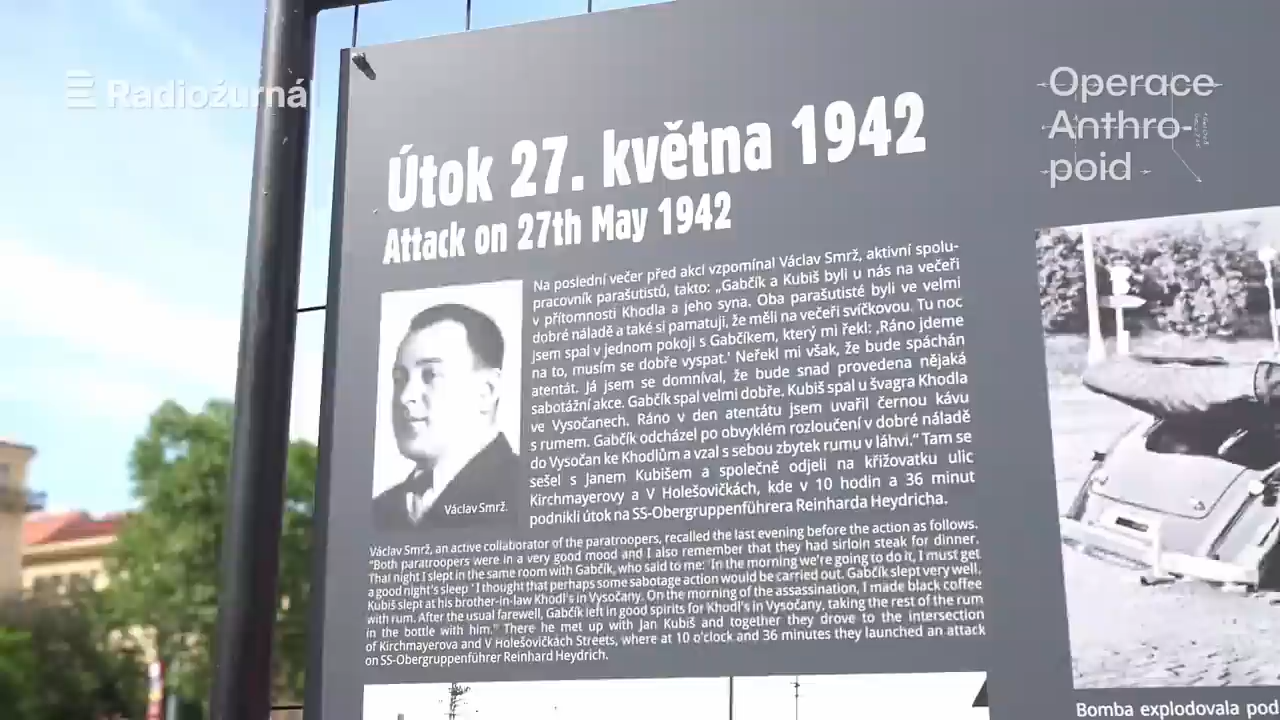 Radiožurnál
Operace
Anthro-
poid
Útok 27. května 1942
Attack on 27th May 1942
Na poslední večer před akcí vzpomínal Václav Smrž, aktivní spolu-
pracovník parašutistů, takto: „Gabčík a Kubiš byli u nás na večeři
v přítomnosti Khodla a jeho syna. Oba parašutisté byli ve velmi
dobré náladě a také si pamatuji, že měli na večeři svíčkovou. Tu noc
jsem spal v jednom pokoji s Gabčíkem, který mi řekl: ‚Ráno jdeme
na to, musím se dobře vyspat.' Neřekl mi však, že bude spáchán
atentát. Já jsem se domníval, že bude snad provedena nějaká
sabotážní akce. Gabčík spal velmi dobře. Kubiš spal u švagra Khodla
ve Vysočanech. Ráno v den atentátu jsem uvařil černou kávu
s rumem. Gabčík odcházel po obvyklém rozloučení v dobré náladě
do Vysočan ke Khodlům a vzal s sebou zbytek rumu v láhvi.“ Tam se
sešel s Janem Kubišem a společně odjeli na křižovatku ulic
Kirchmayerovy a V Holešovičkách, kde v 10 hodin a 36 minut
podnikli útok na SS-Obergruppenführera Reinharda Heydricha.
Václav Smrž.
Václav Smrž, an active collaborator of the paratroopers, recalled the last evening before the action as follows.
"Both paratroopers were in a very good mood and I also remember that they had sirloin steak for dinner.
That night I slept in the same room with Gabčík, who said to me: 'In the morning we're going to do it, I must get
a good night's sleep.' I thought that perhaps some sabotage action would be carried out. Gabčík slept very well,
Kubiš slept at his brother-in-law Khodl's in Vysočany. On the morning of the assassination, I made black coffee
with rum. After the usual farewell, Gabčík left in good spirits for Khodl's in Vysočany, taking the rest of the rum
in the bottle with him." There he met up with Jan Kubiš and together they drove to the intersection
of Kirchmayerova and V Holešovičkách Streets, where at 10 o'clock and 36 minutes they launched an attack
on SS-Obergruppenführer Reinhard Heydrich.
Bomba explodovala pod